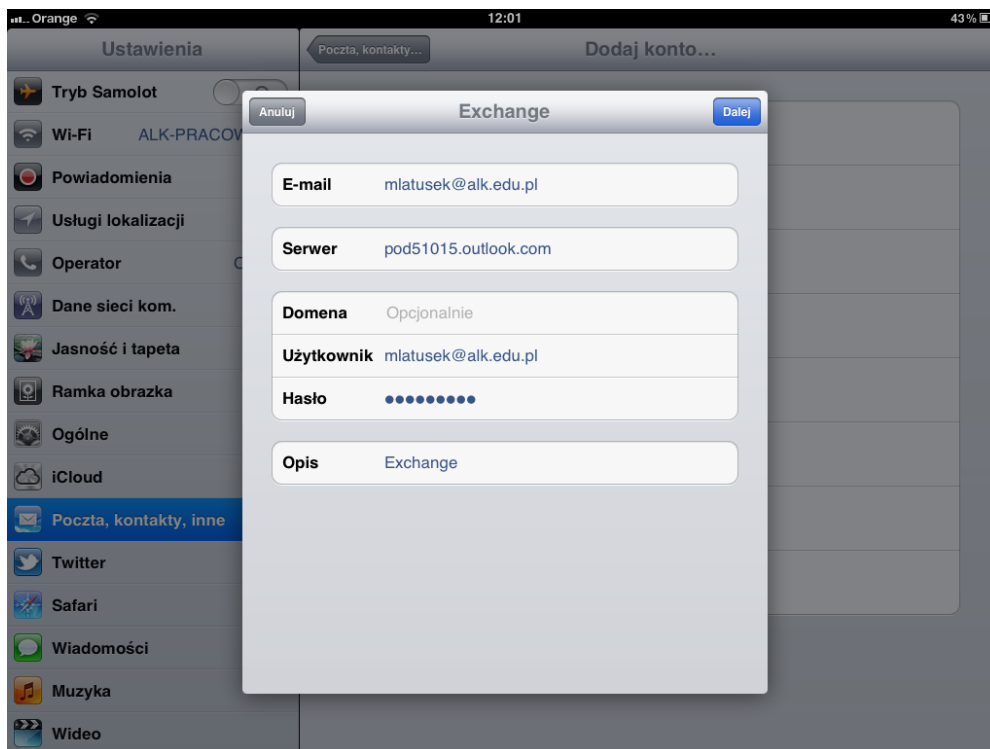 Orange 12:01 43%
Ustawienia
Poczta, kontakty... Dodaj konto...
Tryb Samolot
Wi-Fi ALK-PRACOW
Powiadomienia
Usługi lokalizacji
Operator
Dane sieci kom.
Jasność i tapeta
Ramka obrazka
Ogólne
iCloud
Poczta, kontakty, inne
Twitter
Safari
Wiadomości
Muzyka
Wideo
Anuluj Exchange Dalej
E-mail mlatusek@alk.edu.pl
Serwer pod51015.outlook.com
Domena Opcjonalnie
Użytkownik mlatusek@alk.edu.pl
Hasło ●●●●●●●●●
Opis Exchange